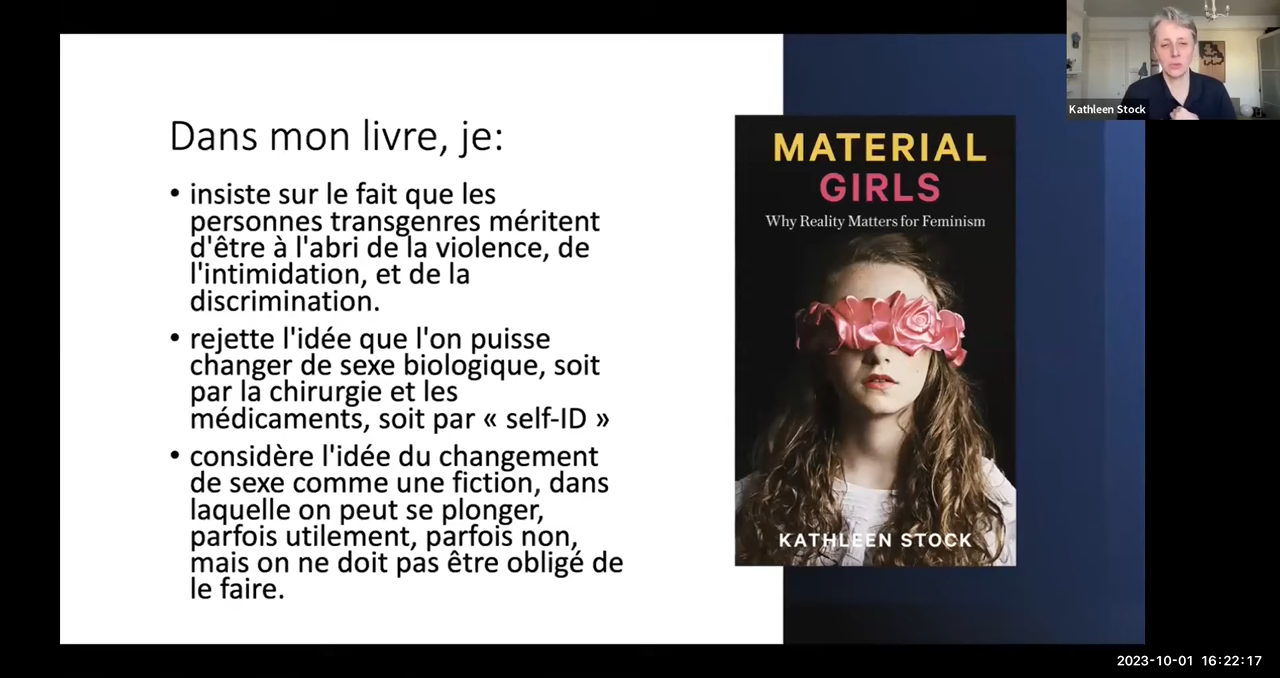 Kathleen Stock
Dans mon livre, je:
• insiste sur le fait que les
personnes transgenres méritent
d'être à l'abri de la violence, de
l'intimidation, et de la
discrimination.
• rejette l'idée que l'on puisse
changer de sexe biologique, soit
par la chirurgie et les
médicaments, soit par « self-ID »
• considère l'idée du changement
de sexe comme une fiction, dans
laquelle on peut se plonger,
parfois utilement, parfois non,
mais on ne doit pas être obligé de
le faire.
MATERIAL
GIRLS
Why Reality Matters for Feminism
KATHLEEN STOCK
2023-10-01 16:22:17